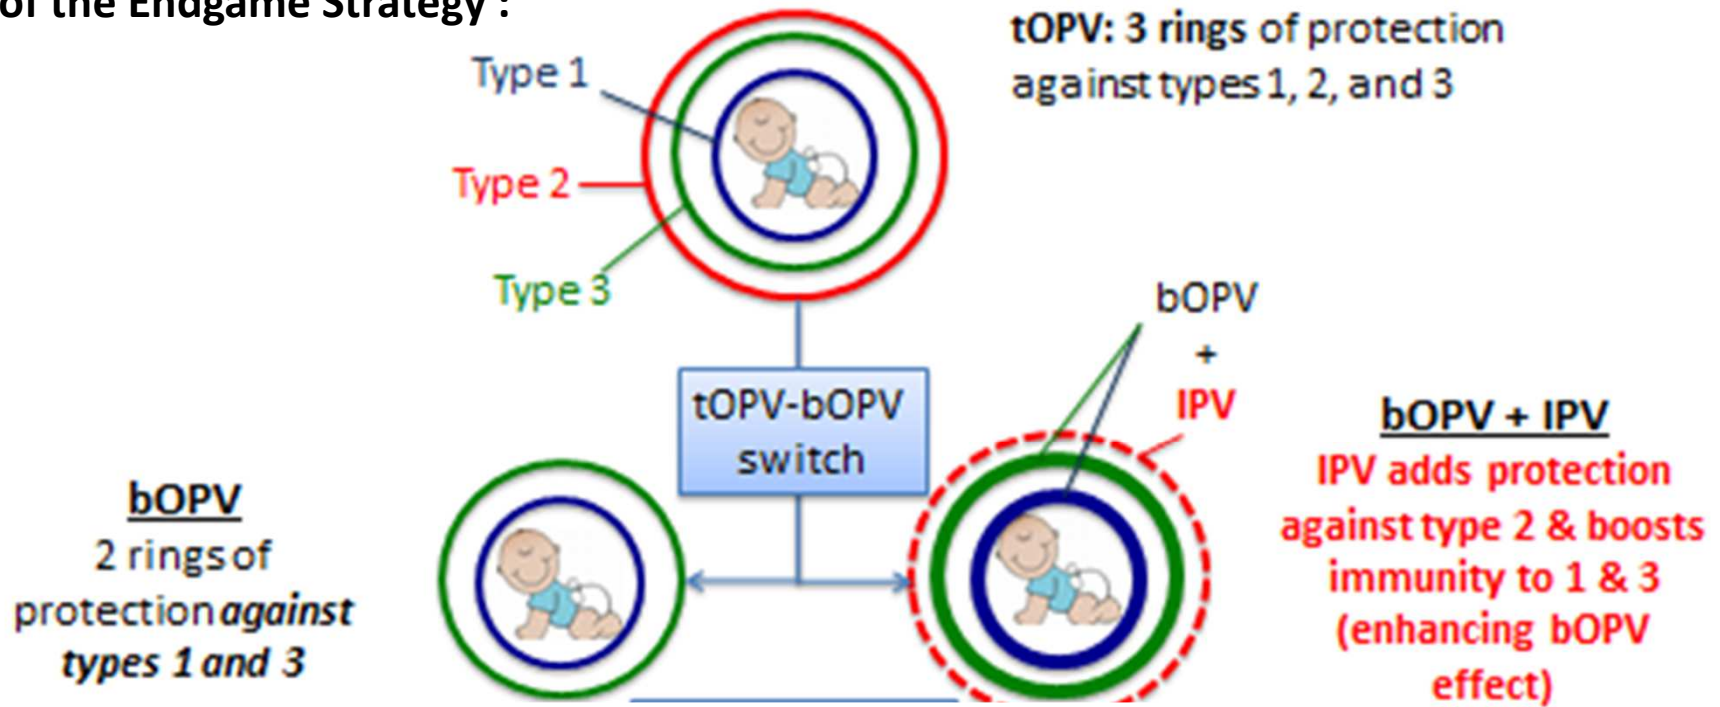 of the Endgame Strategy :
tOPV: 3 rings of protection
against types 1, 2, and 3
Type 1
Type 2
Type 3
bOPV
+
IPV
tOPV-bOPV
switch
bOPV
2 rings of
protection against
types 1 and 3
bOPV + IPV
IPV adds protection
against type 2 & boosts
immunity to 1 & 3
(enhancing bOPV
effect)